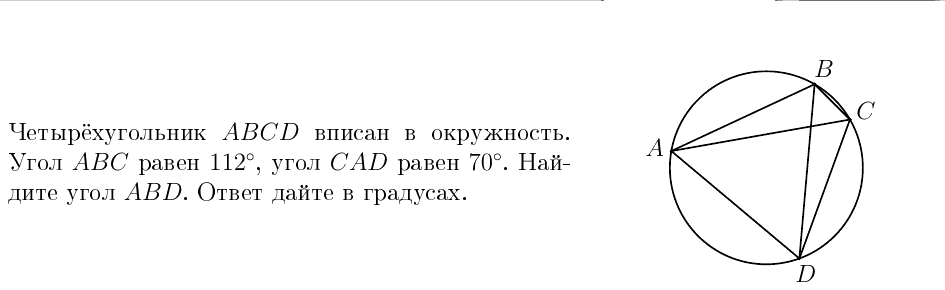 Четырёхугольник ABCD вписан в окружность.
Угол ABC равен 112°, угол CAD равен 70°. Най-
дите угол ABD. Ответ дайте в градусах.
B
C
A
D